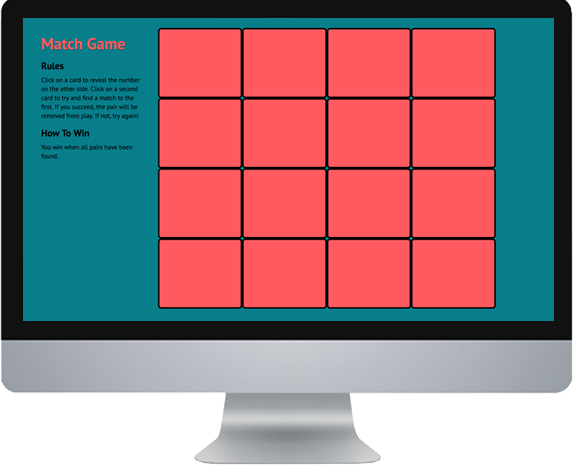 Match Game
Rules
Click on a card to reveal the number
on the other side. Click on a second
card to try and find a match to the
first. If you succeed, the pair will be
removed from play. If not, try again!
How To Win
You win when all pairs have been
found.